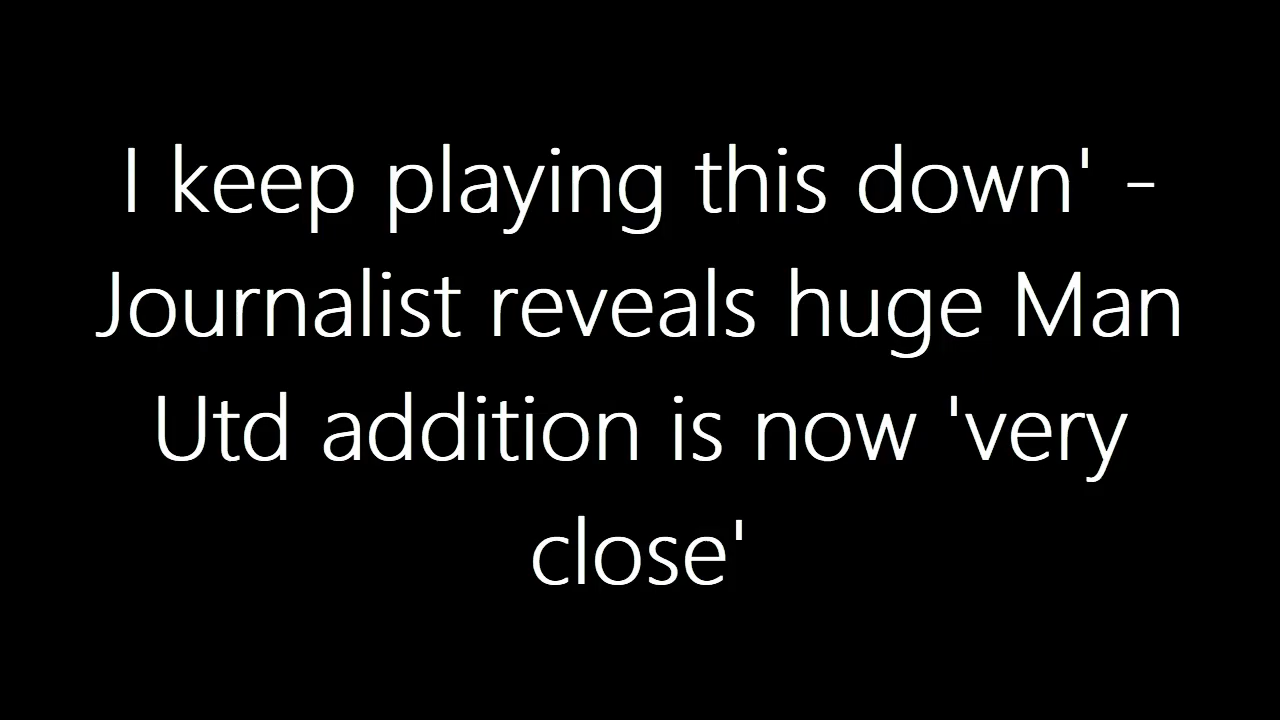 I keep playing this down' -
Journalist reveals huge Man
Utd addition is now 'very
close'